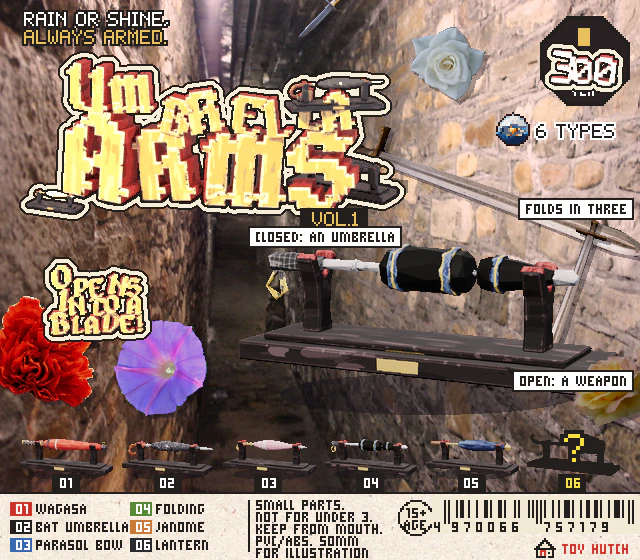 RAIN OR SHINE,
ALWAYS ARMED.
UMBRELLA
ARMS
VOL.1
300
6 TYPES
FOLDS IN THREE
CLOSED: AN UMBRELLA
OPENS
INTO A
BLADE!
OPEN: A WEAPON
?
01
02
03
04
05
06
01 WAGASA
02 BAT UMBRELLA
03 PARASOL BOW
04 FOLDING
05 JANOME
06 LANTERN
SMALL PARTS.
NOT FOR UNDER 3.
KEEP FROM MOUTH.
PVC/ABS. 50MM
FOR ILLUSTRATION
15+
AGE
4 970066 757179
TOY HUTCH